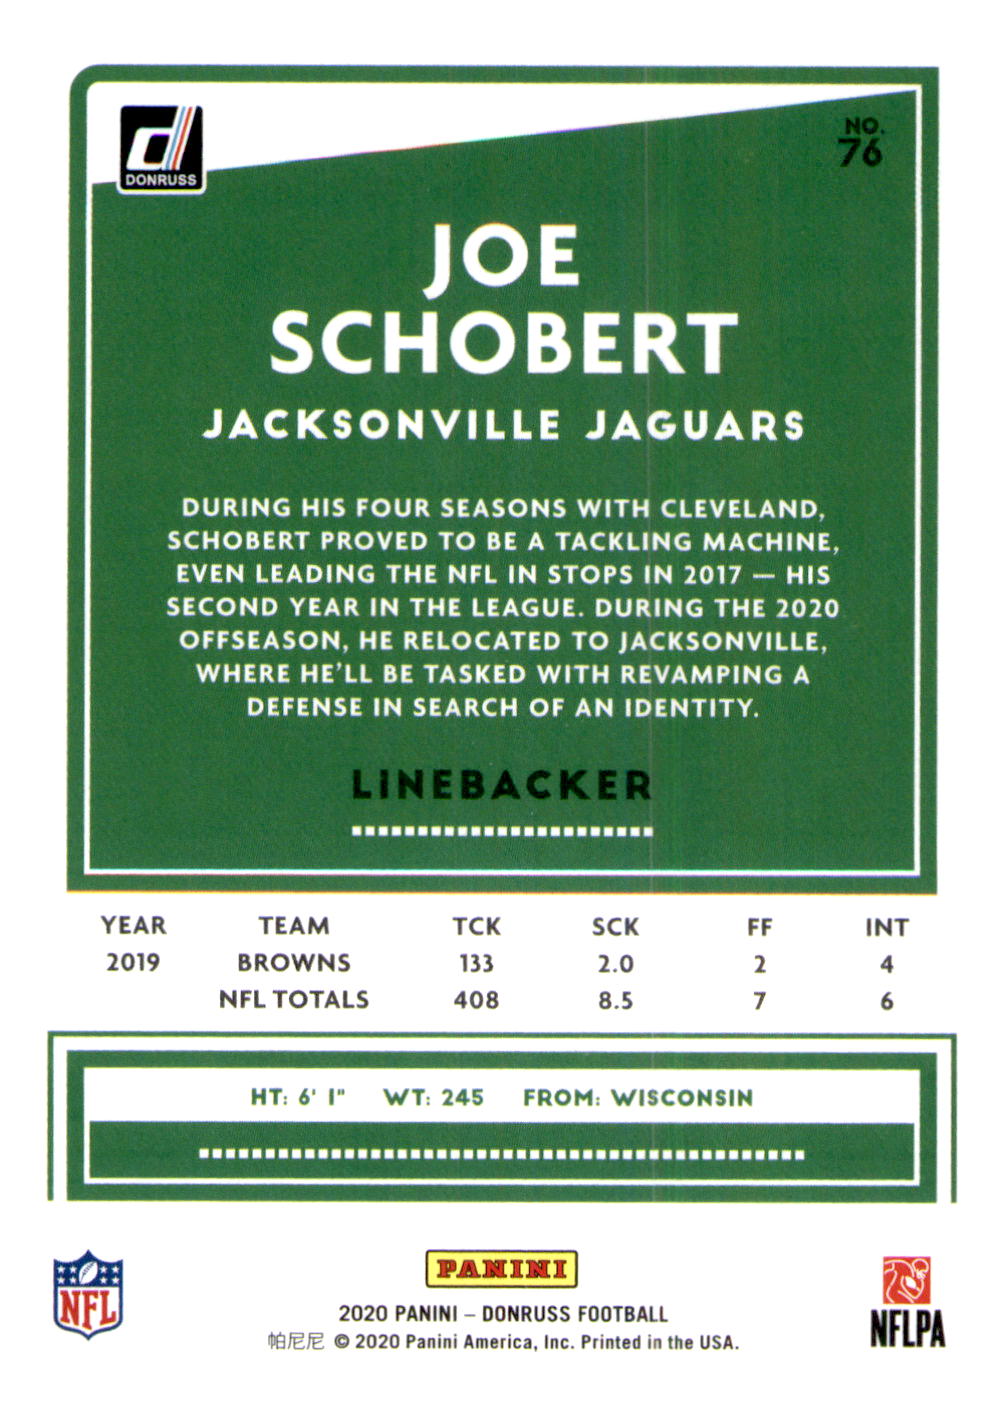 DONRUSS
NO.
76
JOE
SCHOBERT
JACKSONVILLE JAGUARS
DURING HIS FOUR SEASONS WITH CLEVELAND,
SCHOBERT PROVED TO BE A TACKLING MACHINE,
EVEN LEADING THE NFL IN STOPS IN 2017 — HIS
SECOND YEAR IN THE LEAGUE. DURING THE 2020
OFFSEASON, HE RELOCATED TO JACKSONVILLE,
WHERE HE'LL BE TASKED WITH REVAMPING A
DEFENSE IN SEARCH OF AN IDENTITY.
LINEBACKER
YEAR TEAM TCK SCK FF INT
2019 BROWNS 133 2.0 2 4
NFL TOTALS 408 8.5 7 6
HT: 6' 1" WT: 245 FROM: WISCONSIN
NFL
PANINI
NFLPA
2020 PANINI – DONRUSS FOOTBALL
帕尼尼 © 2020 Panini America, Inc. Printed in the USA.